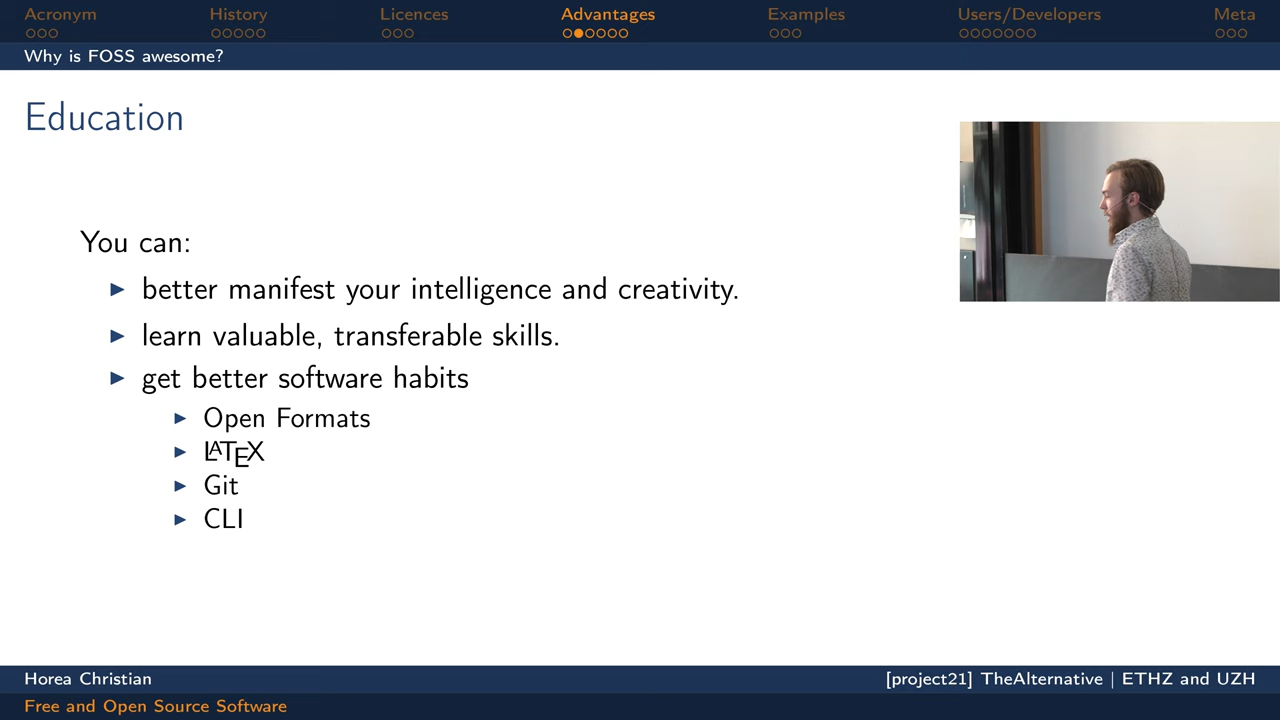 Acronym History Licences Advantages Examples Users/Developers Meta
Why is FOSS awesome?
Education
You can:
better manifest your intelligence and creativity.
learn valuable, transferable skills.
get better software habits
Open Formats
LATEX
Git
CLI
Horea Christian [project21] TheAlternative | ETHZ and UZH
Free and Open Source Software